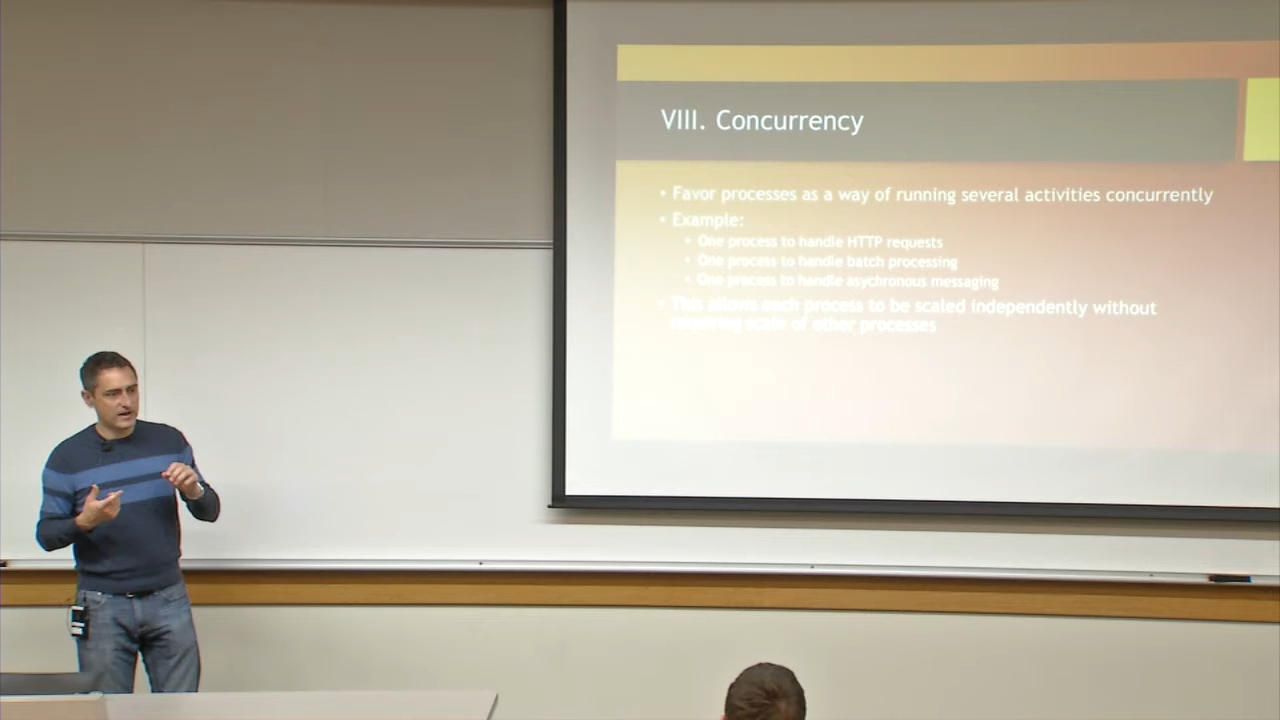 VIII. Concurrency
• Favor processes as a way of running several activities concurrently
• Example:
• One process to handle HTTP requests
• One process to handle batch processing
• One process to handle asychronous messaging
• This allows each process to be scaled independently without
requiring scale of other processes